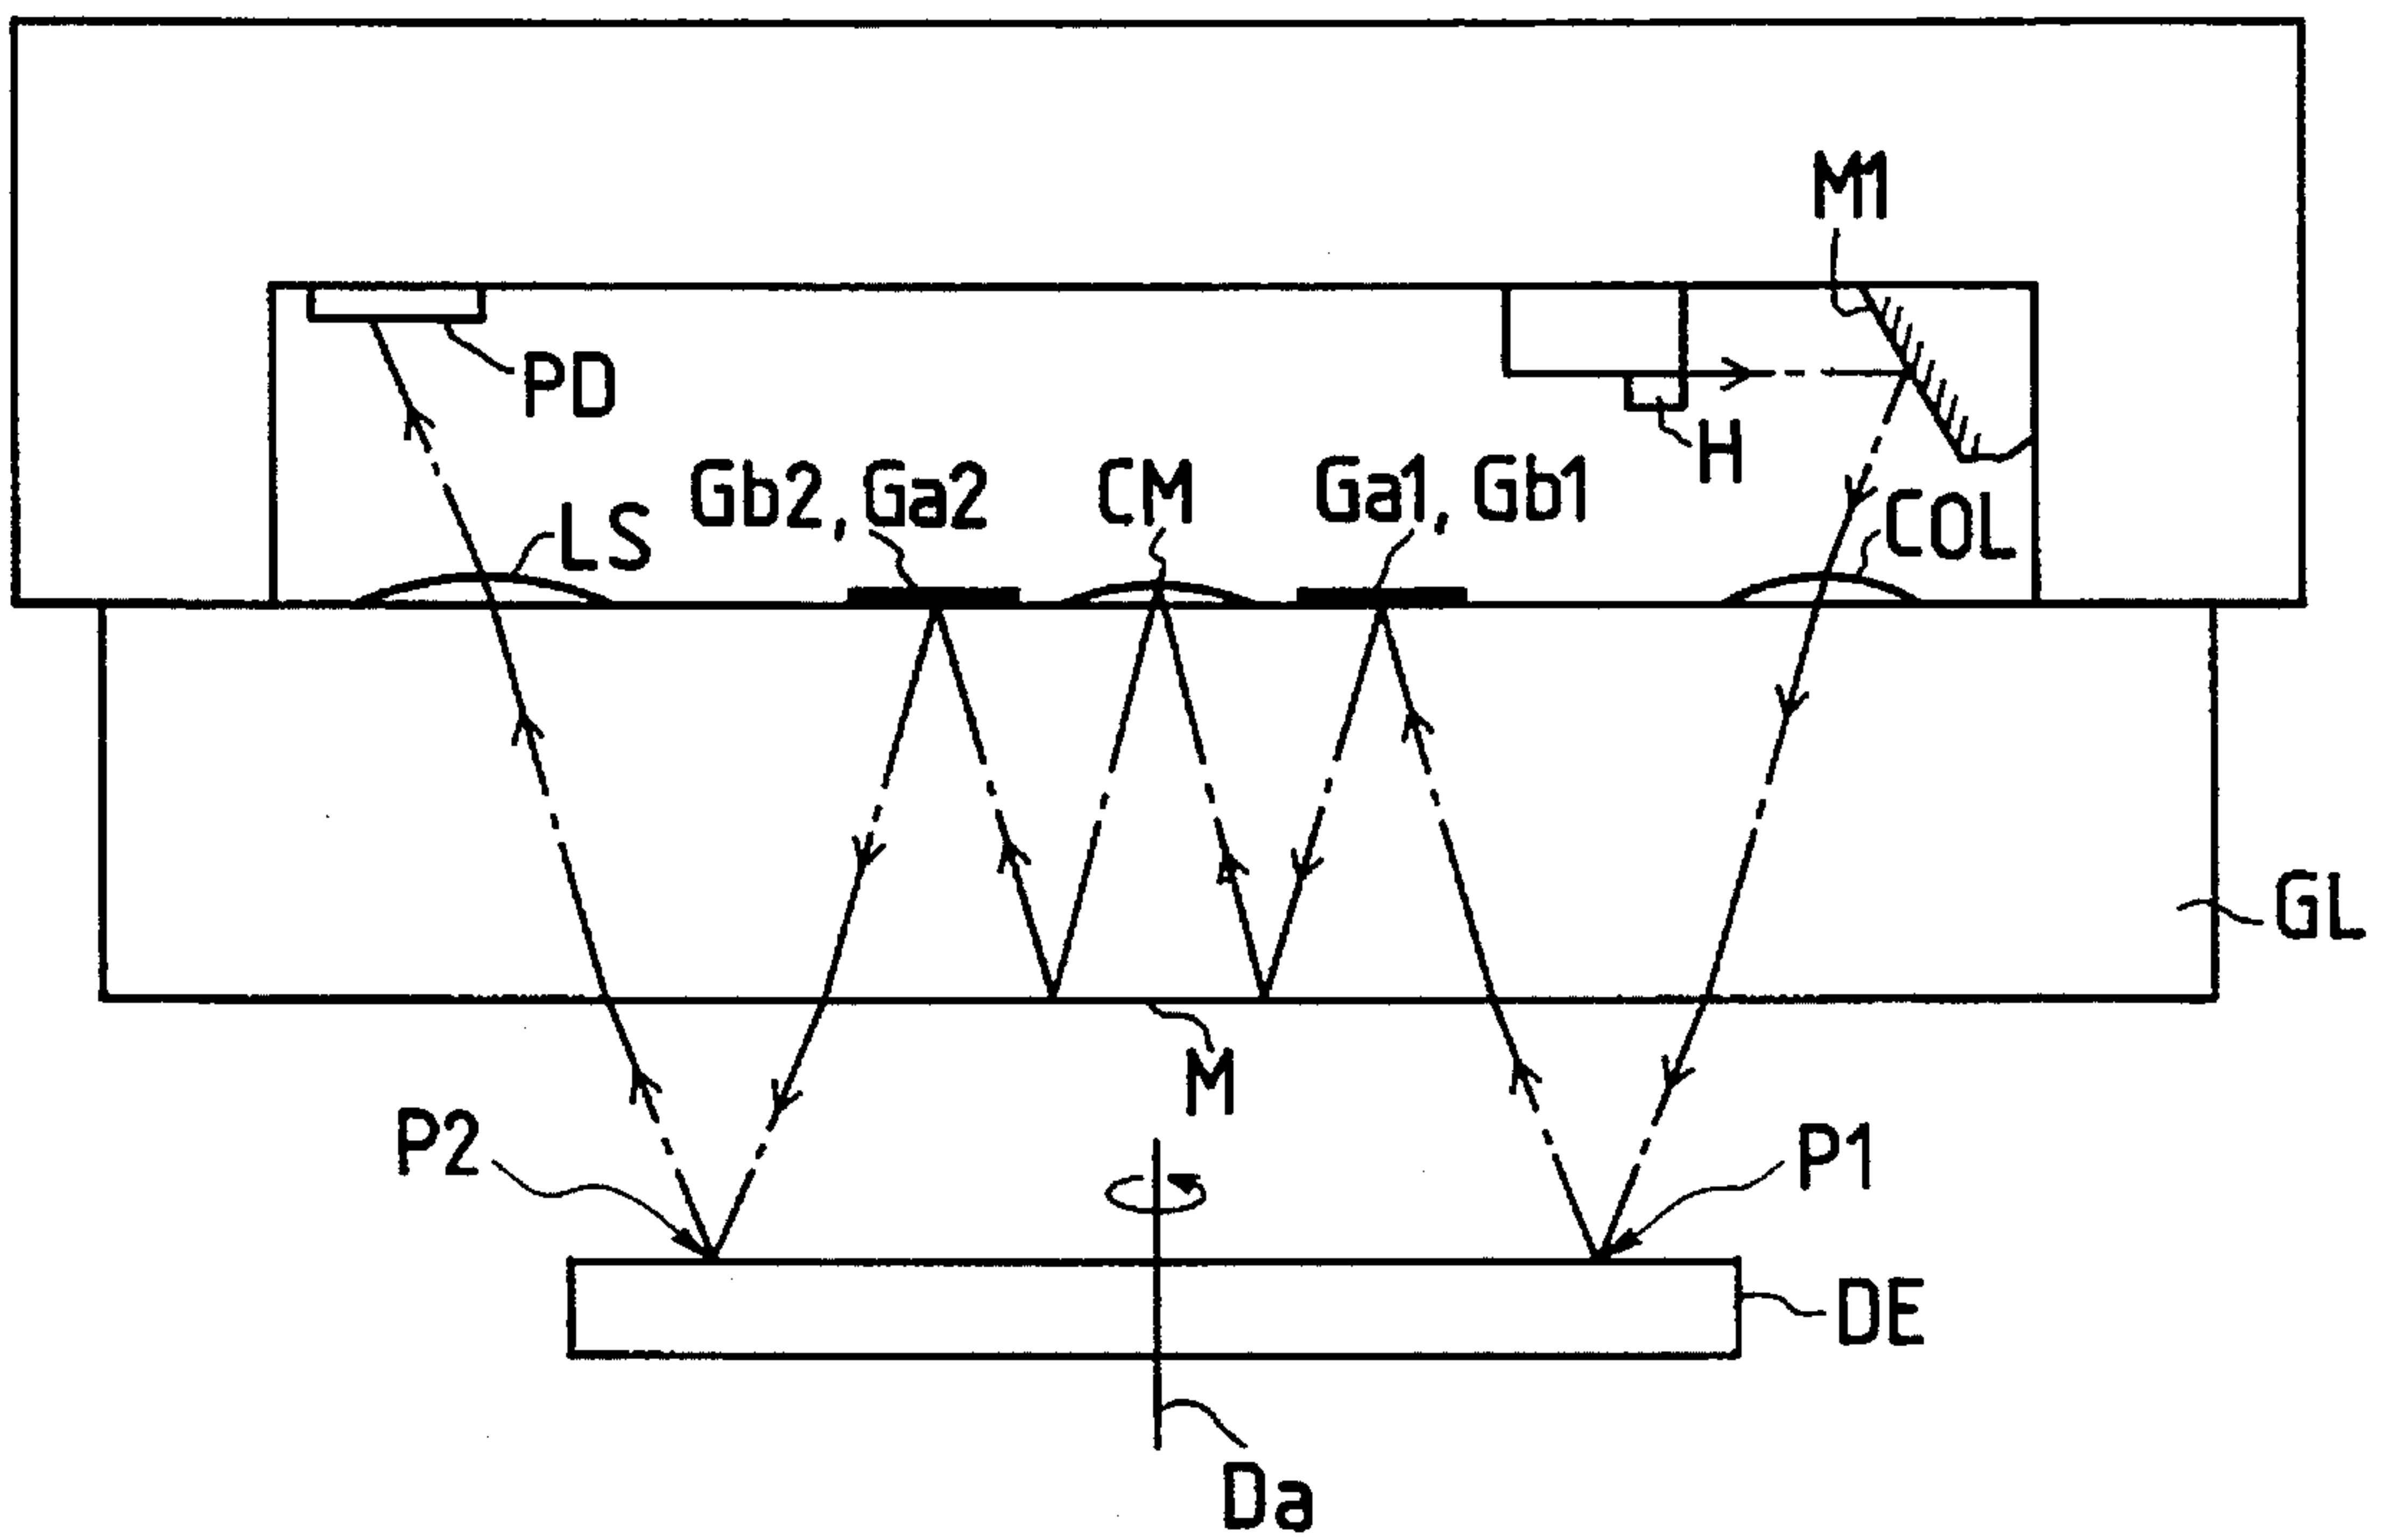 M1
PD
H
Gb2, Ga2
CM
Ga1, Gb1
LS
COL
GL
M
P2
P1
DE
Da